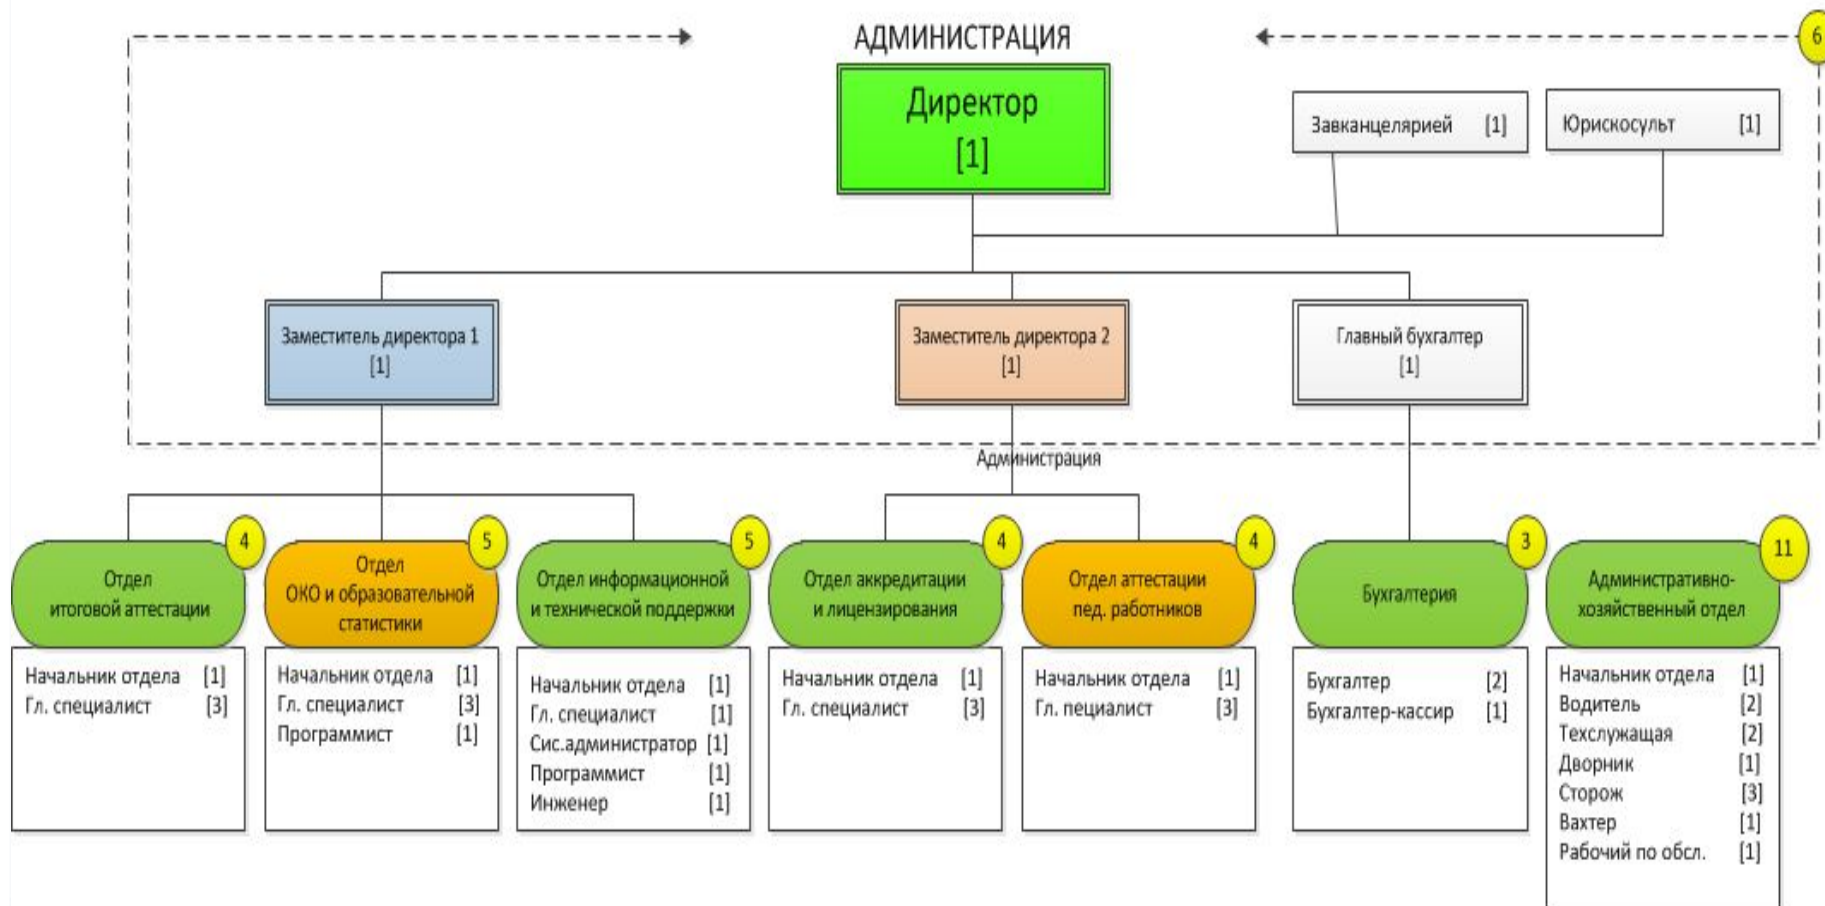 АДМИНИСТРАЦИЯ
6
Директор
[1]
Завканцелярией [1]
Юрискосульт [1]
Заместитель директора 1
[1]
Заместитель директора 2
[1]
Главный бухгалтер
[1]
Администрация
4
Отдел
итоговой аттестации
Начальник отдела [1]
Гл. специалист [3]
5
Отдел
ОКО и образовательной
статистики
Начальник отдела [1]
Гл. специалист [3]
Программист [1]
5
Отдел информационной
и технической поддержки
Начальник отдела [1]
Гл. специалист [1]
Сис.администратор [1]
Программист [1]
Инженер [1]
4
Отдел аккредитации
и лицензирования
Начальник отдела [1]
Гл. специалист [3]
4
Отдел аттестации
пед. работников
Начальник отдела [1]
Гл. пециалист [3]
3
Бухгалтерия
Бухгалтер [2]
Бухгалтер-кассир [1]
11
Административно-
хозяйственный отдел
Начальник отдела [1]
Водитель [2]
Техслужащая [2]
Дворник [1]
Сторож [3]
Вахтер [1]
Рабочий по обсл. [1]